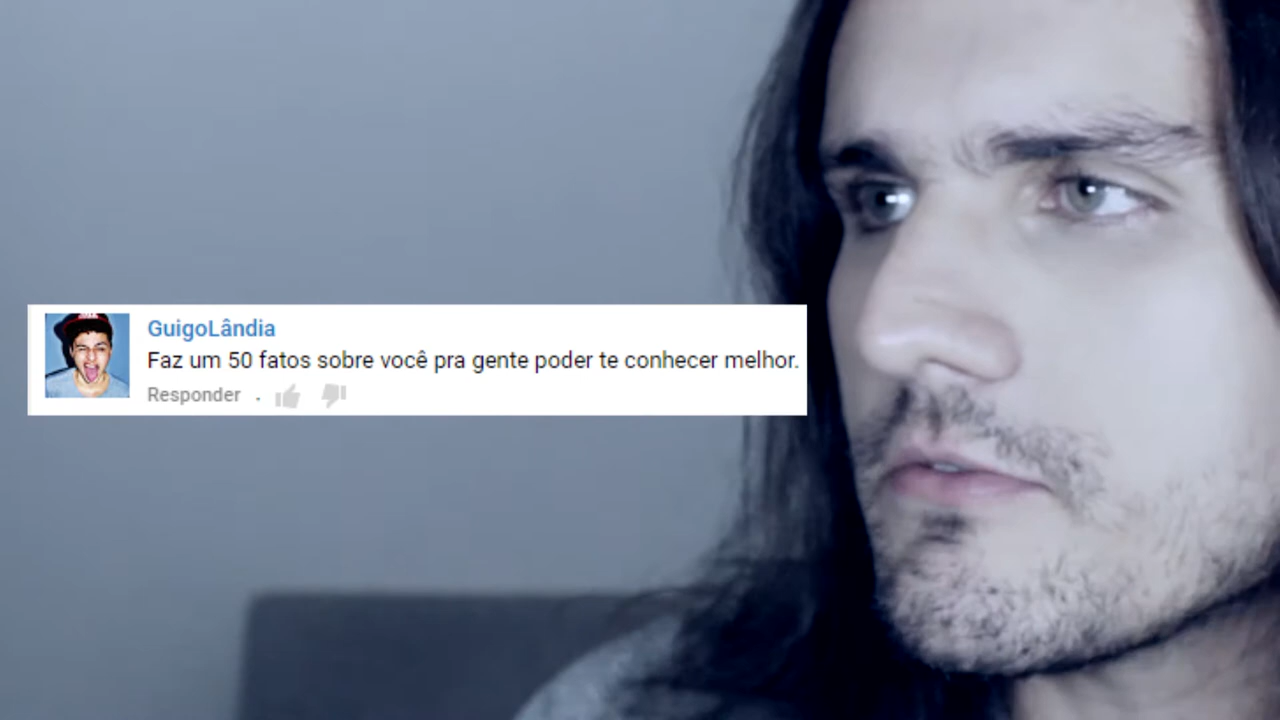 GuigoLândia
Faz um 50 fatos sobre você pra gente poder te conhecer melhor.
Responder .